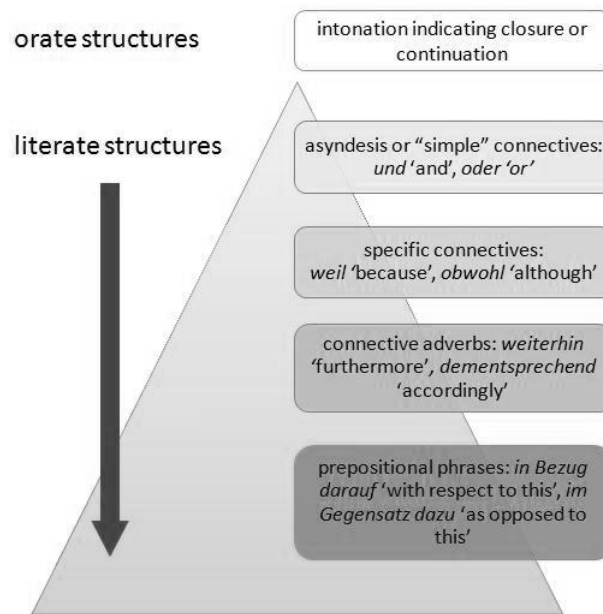 orate structures
intonation indicating closure or
continuation
literate structures
asyndesis or “simple” connectives:
und ‘and’, oder ‘or’
specific connectives:
weil ‘because’, obwohl ‘although’
connective adverbs: weiterhin
‘furthermore’, dementsprechend
‘accordingly’
prepositional phrases: in Bezug
darauf ‘with respect to this’, im
Gegensatz dazu ‘as opposed to
this’